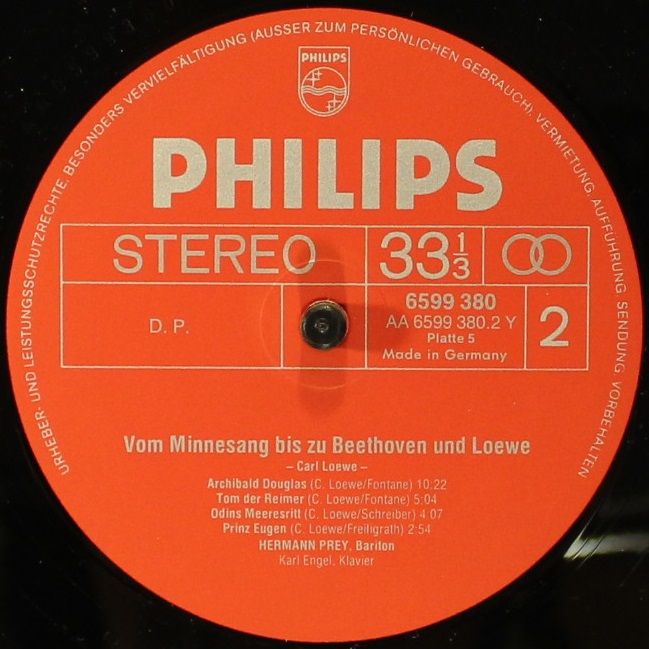 URHEBER- UND LEISTUNGSSCHUTZRECHTE, BESONDERS VERVIELFÄLTIGUNG (AUSSER ZUM PERSÖNLICHEN GEBRAUCH), VERMIETUNG AUFFÜHRUNG SENDUNG VORBEHALTEN
PHILIPS
PHILIPS
STEREO 33 1/3
D. P.
6599 380
AA 6599 380.2 Y
Platte 5
Made in Germany
2
Vom Minnesang bis zu Beethoven und Loewe
– Carl Loewe –
Archibald Douglas (C. Loewe/Fontane) 10:22
Tom der Reimer (C. Loewe/Fontane) 5:04
Odins Meeresritt (C. Loewe/Schreiber) 4:07
Prinz Eugen (C. Loewe/Freiligrath) 2:54
HERMANN PREY, Bariton
Karl Engel, Klavier